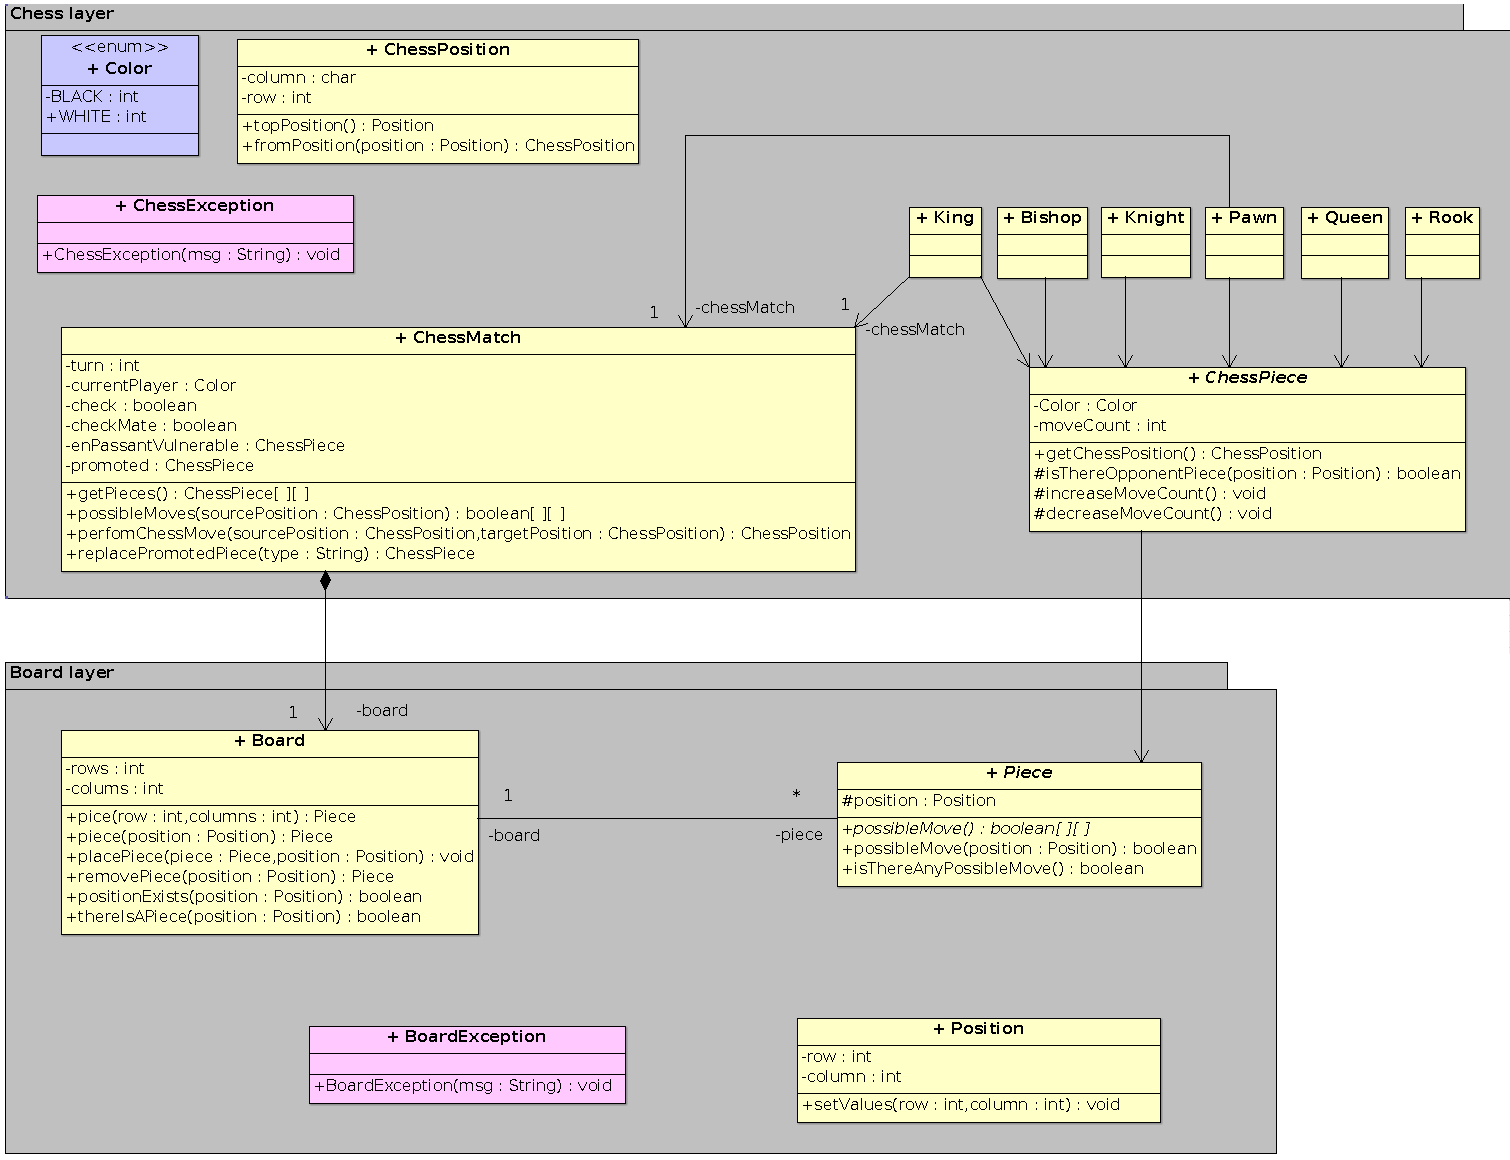 Chess layer
<<enum>>
+ Color
-BLACK : int
+WHITE : int
+ ChessPosition
-column : char
-row : int
+topPosition() : Position
+fromPosition(position : Position) : ChessPosition
+ ChessException
+ChessException(msg : String) : void
+ King
+ Bishop
+ Knight
+ Pawn
+ Queen
+ Rook
1
-chessMatch
1
-chessMatch
+ ChessMatch
-turn : int
-currentPlayer : Color
-check : boolean
-checkMate : boolean
-enPassantVulnerable : ChessPiece
-promoted : ChessPiece
+getPieces() : ChessPiece[ ][ ]
+possibleMoves(sourcePosition : ChessPosition) : boolean[ ][ ]
+perfomChessMove(sourcePosition : ChessPosition,targetPosition : ChessPosition) : ChessPosition
+replacePromotedPiece(type : String) : ChessPiece
+ ChessPiece
-Color : Color
-moveCount : int
+getChessPosition() : ChessPosition
#isThereOpponentPiece(position : Position) : boolean
#increaseMoveCount() : void
#decreaseMoveCount() : void
Board layer
1
-board
+ Board
-rows : int
-colums : int
+pice(row : int,columns : int) : Piece
+piece(position : Position) : Piece
+placePiece(piece : Piece,position : Position) : void
+removePiece(position : Position) : Piece
+positionExists(position : Position) : boolean
+thereIsAPiece(position : Position) : boolean
1
-board
*
-piece
+ Piece
#position : Position
+possibleMove() : boolean[ ][ ]
+possibleMove(position : Position) : boolean
+isThereAnyPossibleMove() : boolean
+ BoardException
+BoardException(msg : String) : void
+ Position
-row : int
-column : int
+setValues(row : int,column : int) : void